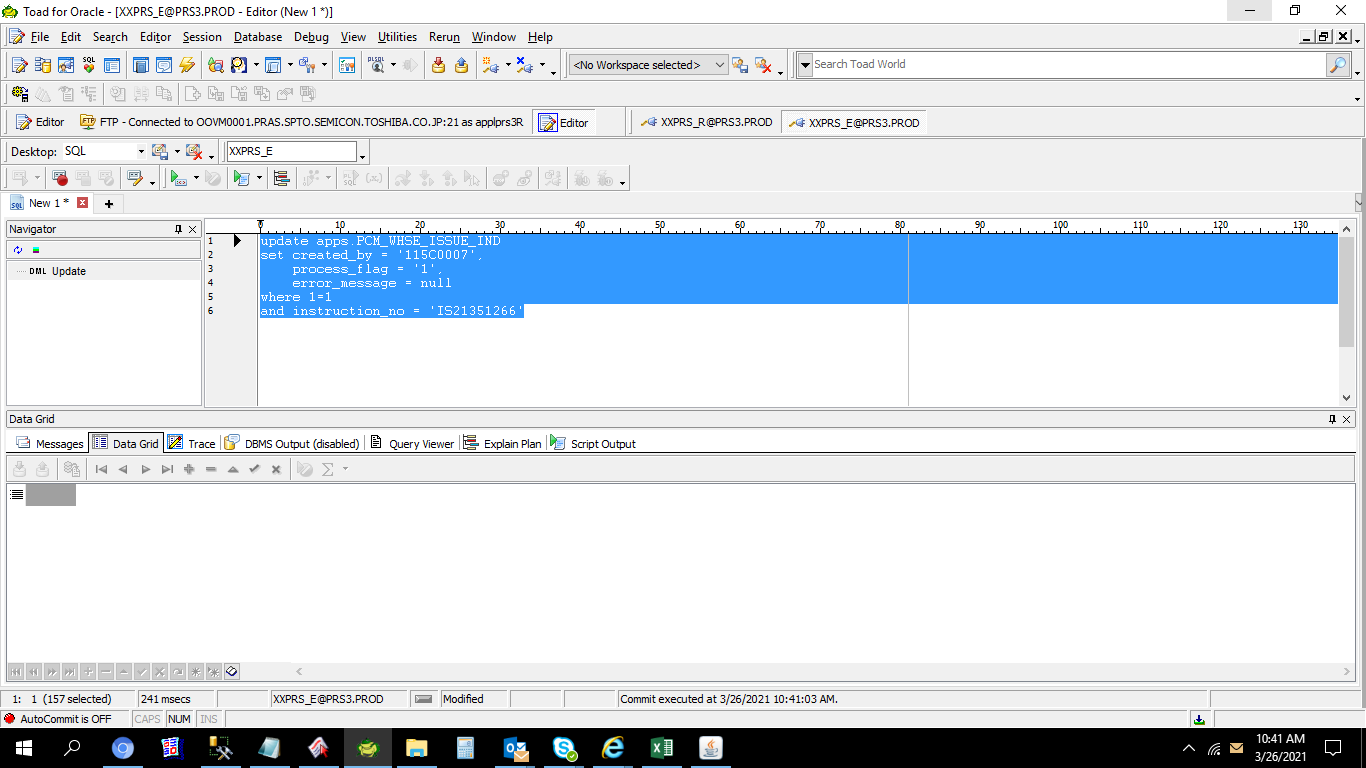 Toad for Oracle - [XXPRS_E@PRS3.PROD - Editor (New 1 *)]
File Edit Search Editor Session Database Debug View Utilities Rerun Window Help
SQL PLSQL <No Workspace selected> Search Toad World
Editor FTP - Connected to OOVM0001.PRAS.SPTO.SEMICON.TOSHIBA.CO.JP:21 as applprs3R Editor XXPRS_R@PRS3.PROD XXPRS_E@PRS3.PROD
Desktop: SQL XXPRS_E
New 1 *
Navigator 0 10 20 30 40 50 60 70 80 90 100 110 120 130
DML Update
1 update apps.PCM_WHSE_ISSUE_IND
2 set created_by = '115C0007',
3 process_flag = '1',
4 error_message = null
5 where 1=1
6 and instruction_no = 'IS21351266'
Data Grid
Messages Data Grid Trace DBMS Output (disabled) Query Viewer Explain Plan Script Output
1: 1 (157 selected) 241 msecs XXPRS_E@PRS3.PROD Modified Commit executed at 3/26/2021 10:41:03 AM.
AutoCommit is OFF CAPS NUM INS
10:41 AM
3/26/2021